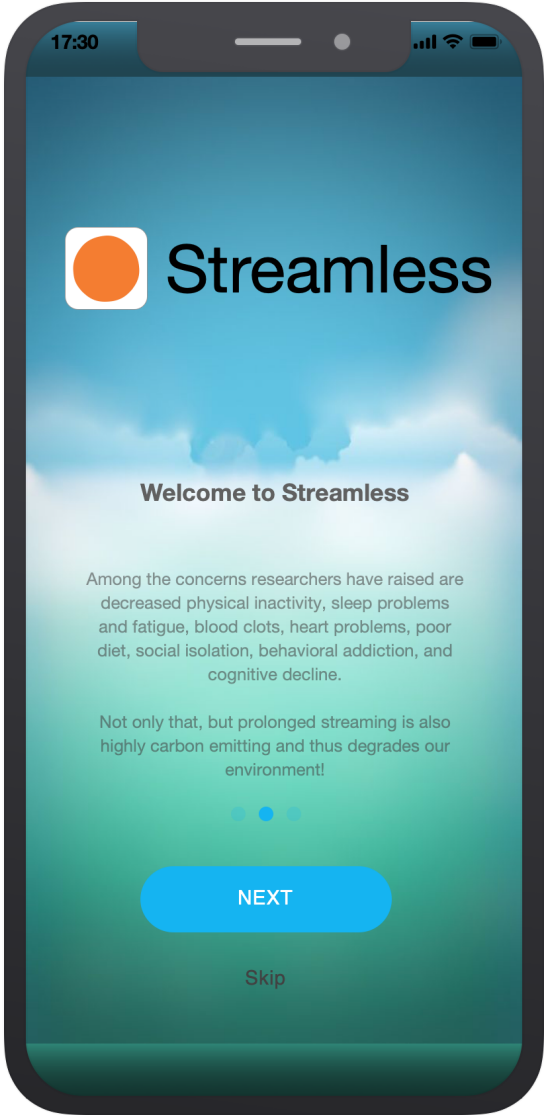 17:30
Streamless
Welcome to Streamless
Among the concerns researchers have raised are
decreased physical inactivity, sleep problems
and fatigue, blood clots, heart problems, poor
diet, social isolation, behavioral addiction, and
cognitive decline.
Not only that, but prolonged streaming is also
highly carbon emitting and thus degrades our
environment!
NEXT
Skip